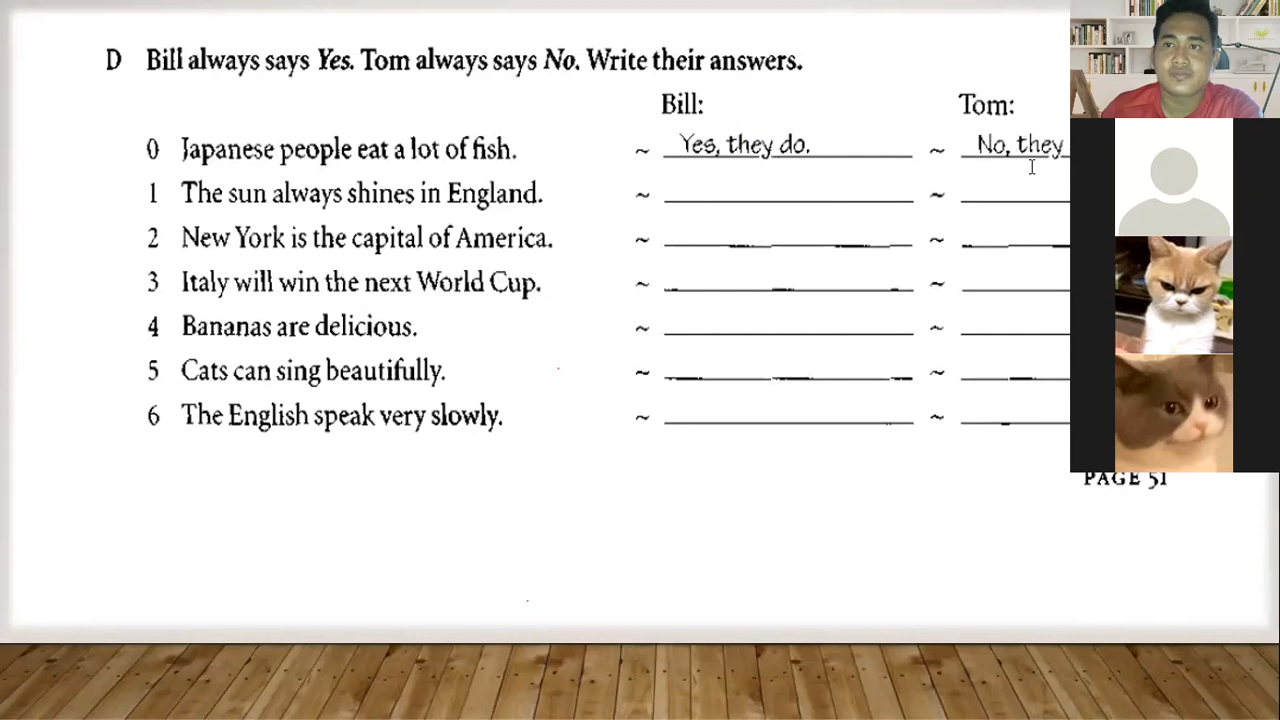 D Bill always says Yes. Tom always says No. Write their answers.
Bill: Tom:
0 Japanese people eat a lot of fish. ~ Yes, they do. ~ No, they
1 The sun always shines in England. ~ ~
2 New York is the capital of America. ~ ~
3 Italy will win the next World Cup. ~ ~
4 Bananas are delicious. ~ ~
5 Cats can sing beautifully. ~ ~
6 The English speak very slowly. ~ ~
PAGE 51